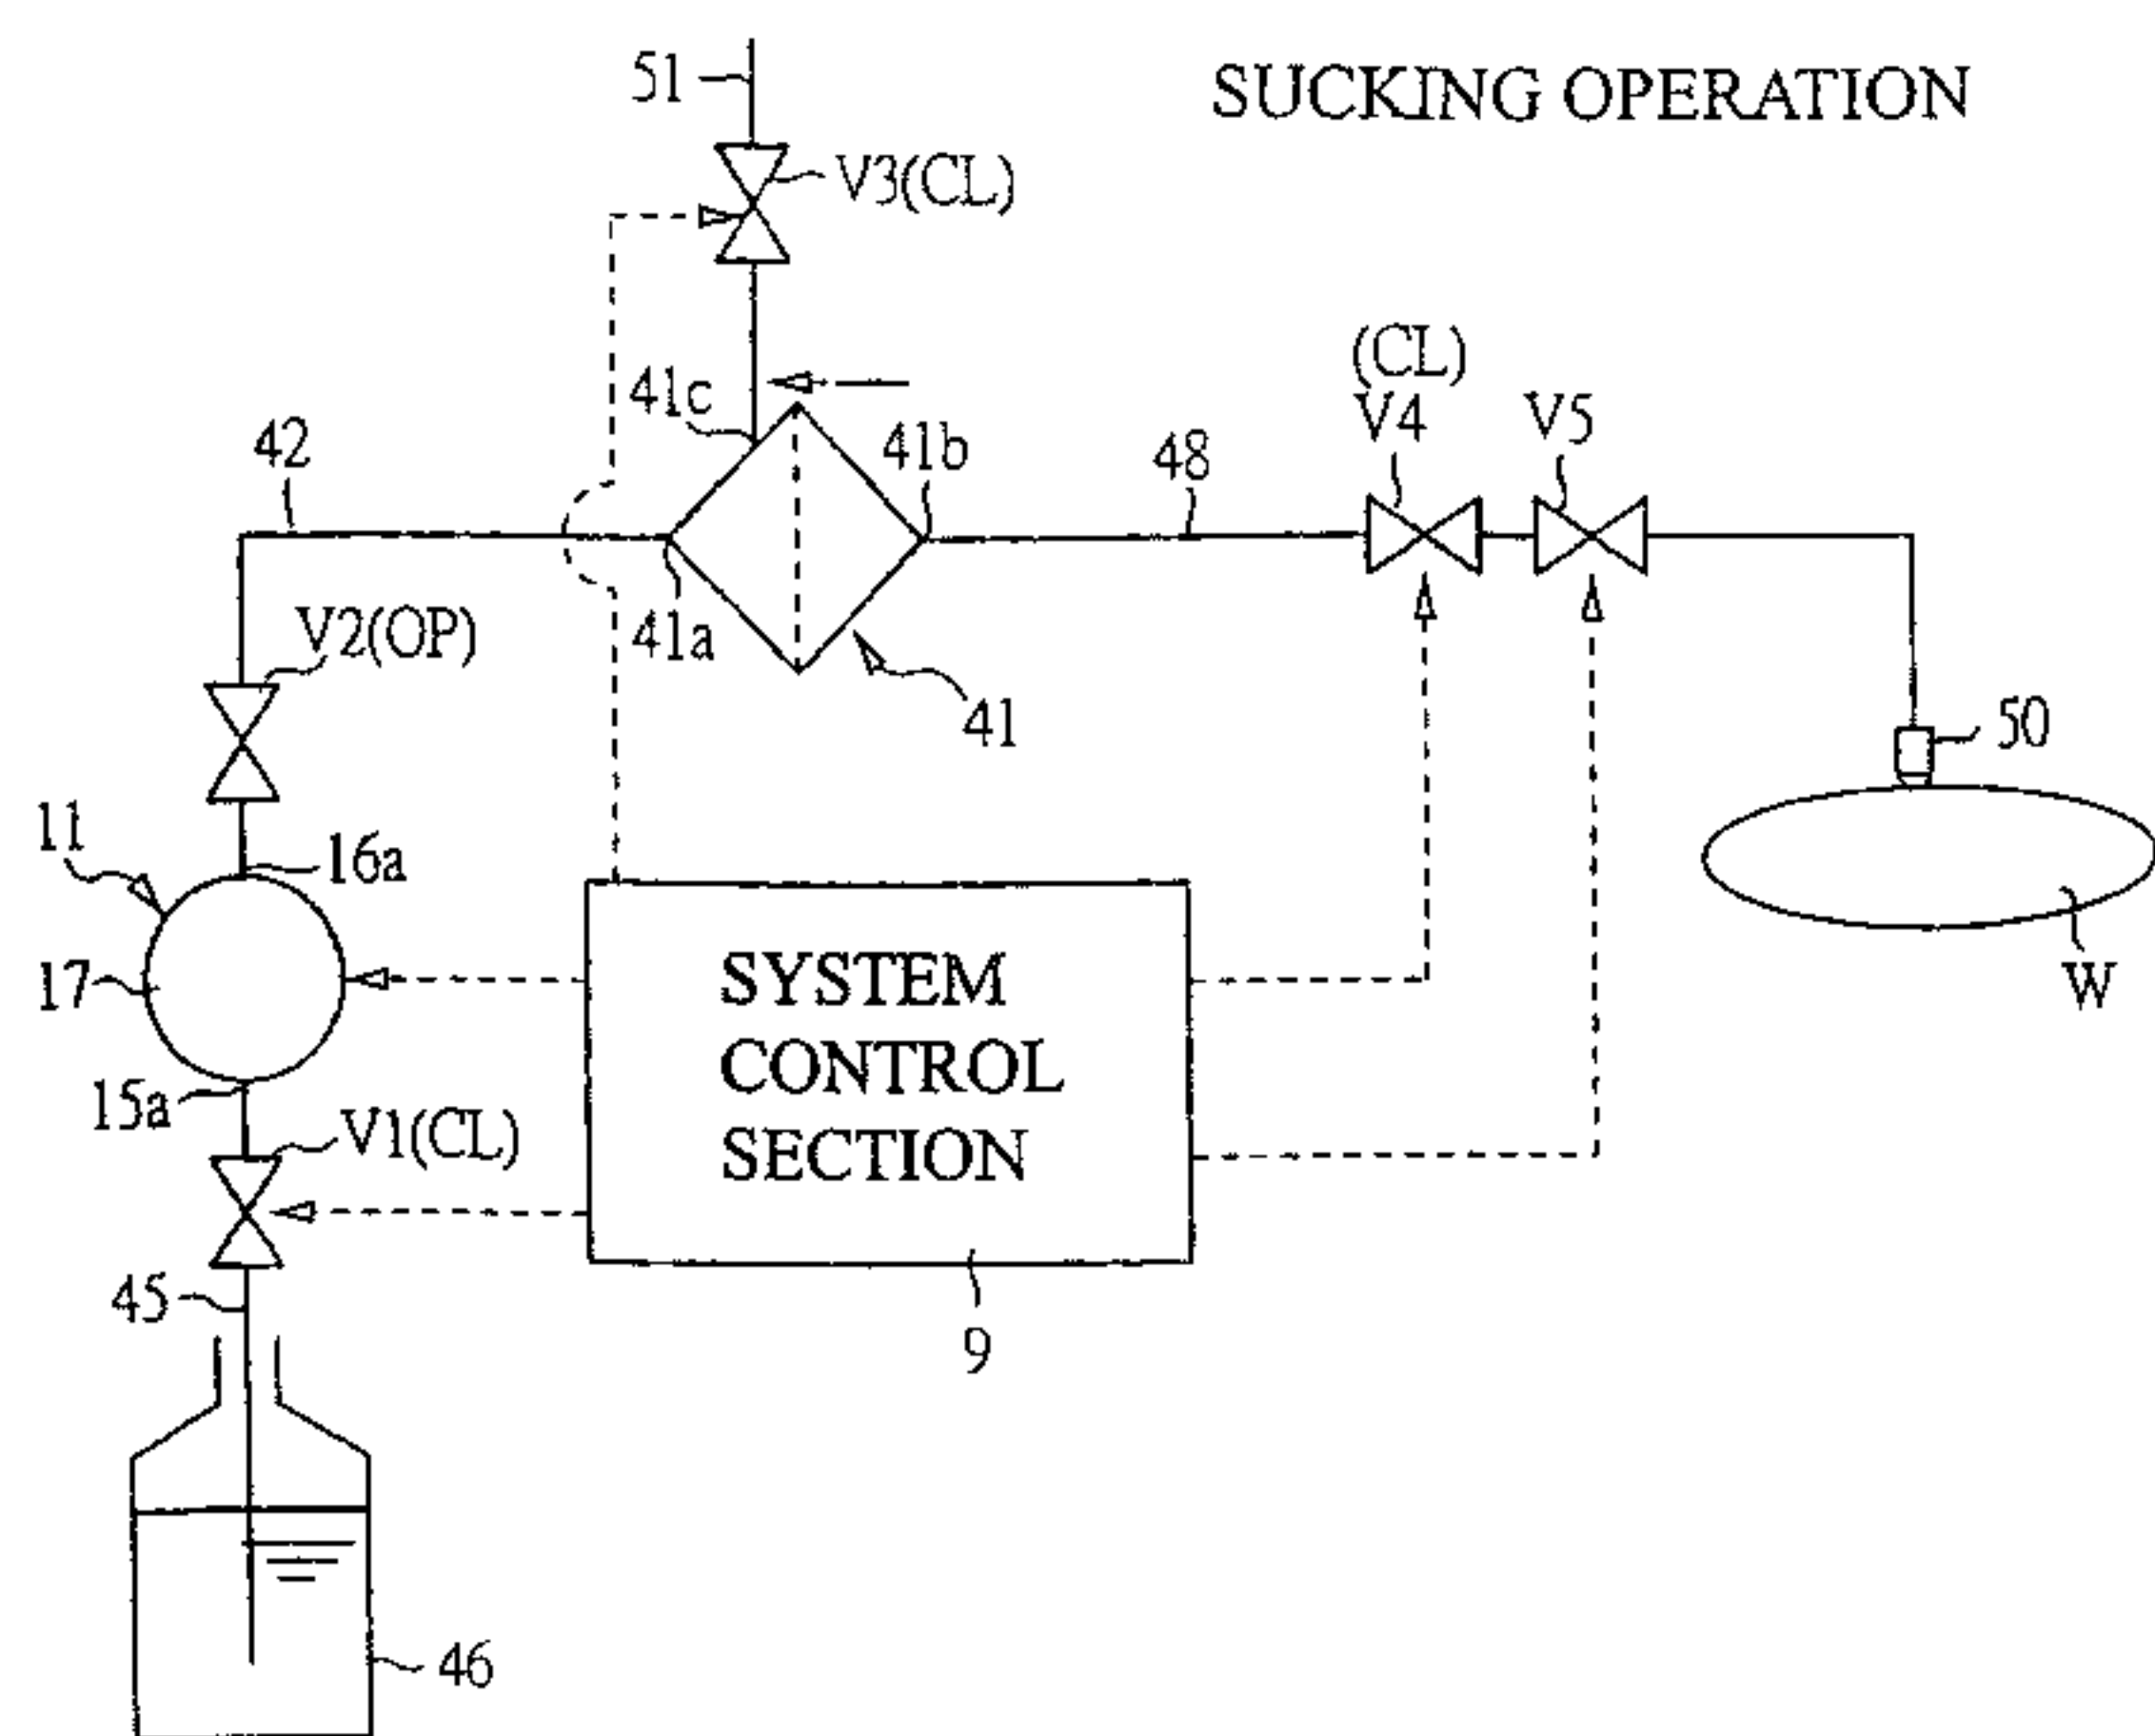 51
SUCKING OPERATION
V3(CL)
41c
(CL)
V4
V5
42
41b
48
V2(OP)
41a
41
50
11
16a
17
SYSTEM
CONTROL
SECTION
W
15a
V1(CL)
45
9
46